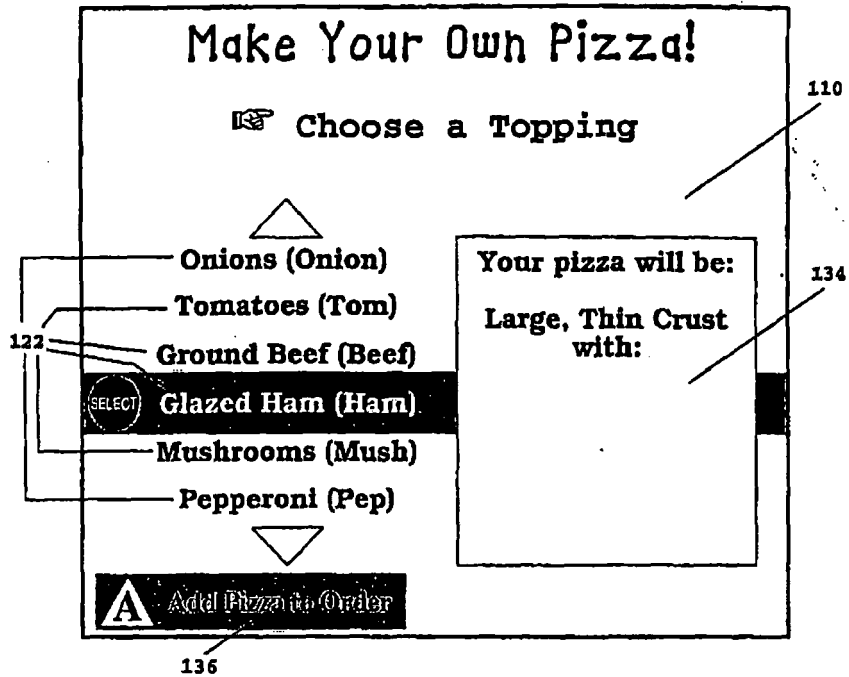 Make Your Own Pizza!
☞ Choose a Topping
110
Onions (Onion)
Tomatoes (Tom)
122
Ground Beef (Beef)
SELECT Glazed Ham (Ham)
Mushrooms (Mush)
Pepperoni (Pep)
Your pizza will be:
134
Large, Thin Crust
with:
A Add Pizza to Order
136